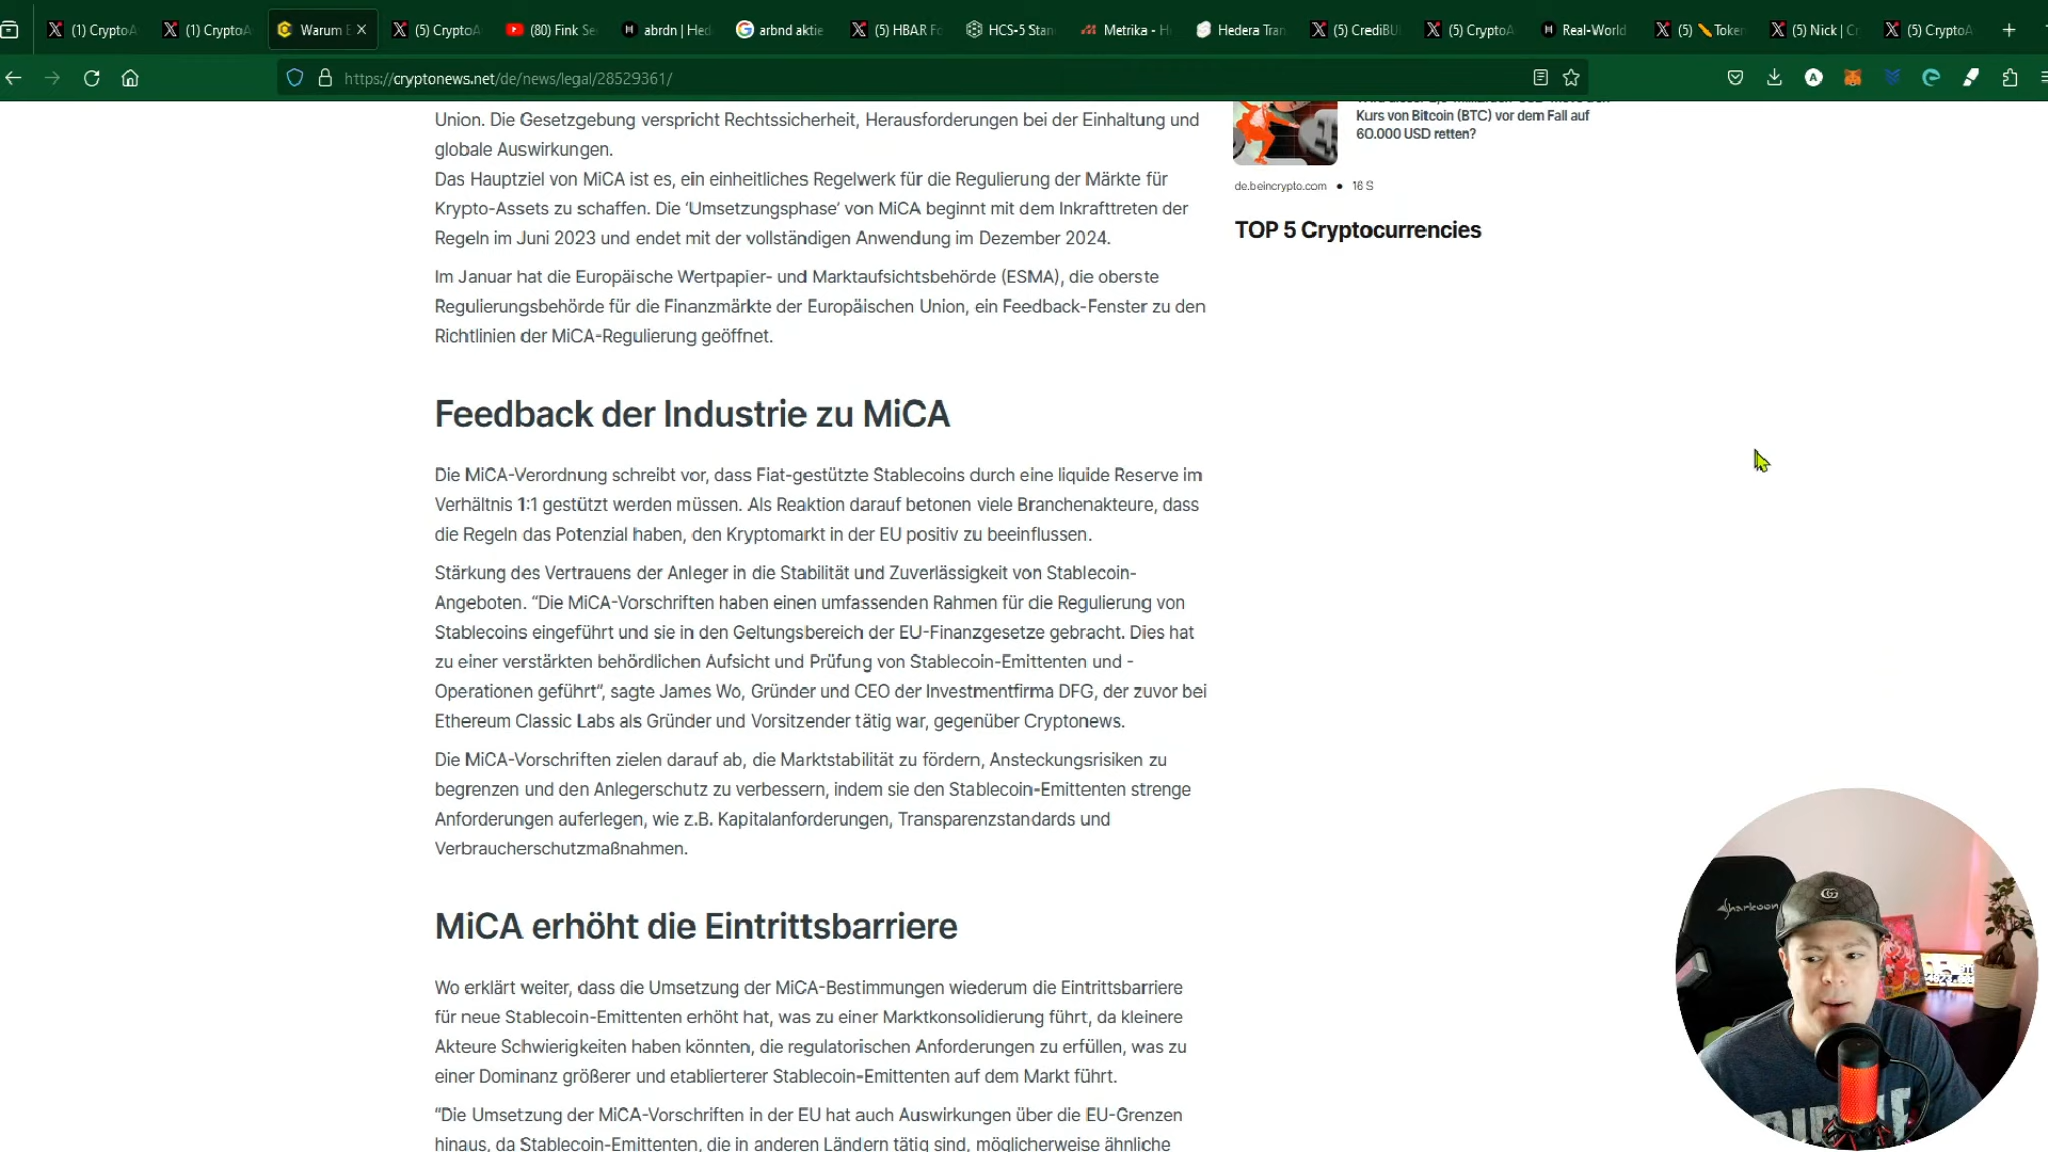 (1) CryptoA
(1) CryptoA
Warum E
(5) CryptoA
(80) Fink Se
abrdn | Hed
arbnd aktie
(5) HBAR Fo
HCS-5 Stan
Metrika - H
Hedera Tran
(5) CrediBU
(5) CryptoA
Real-World
(5) Toke
(5) Nick | C
(5) CryptoA
https://cryptonews.net/de/news/legal/28529361/
Union. Die Gesetzgebung verspricht Rechtssicherheit, Herausforderungen bei der Einhaltung und
globale Auswirkungen.
Das Hauptziel von MiCA ist es, ein einheitliches Regelwerk für die Regulierung der Märkte für
Krypto-Assets zu schaffen. Die ‘Umsetzungsphase’ von MiCA beginnt mit dem Inkrafttreten der
Regeln im Juni 2023 und endet mit der vollständigen Anwendung im Dezember 2024.
Im Januar hat die Europäische Wertpapier- und Marktaufsichtsbehörde (ESMA), die oberste
Regulierungsbehörde für die Finanzmärkte der Europäischen Union, ein Feedback-Fenster zu den
Richtlinien der MiCA-Regulierung geöffnet.
Feedback der Industrie zu MiCA
Die MiCA-Verordnung schreibt vor, dass Fiat-gestützte Stablecoins durch eine liquide Reserve im
Verhältnis 1:1 gestützt werden müssen. Als Reaktion darauf betonen viele Branchenakteure, dass
die Regeln das Potenzial haben, den Kryptomarkt in der EU positiv zu beeinflussen.
Stärkung des Vertrauens der Anleger in die Stabilität und Zuverlässigkeit von Stablecoin-
Angeboten. “Die MiCA-Vorschriften haben einen umfassenden Rahmen für die Regulierung von
Stablecoins eingeführt und sie in den Geltungsbereich der EU-Finanzgesetze gebracht. Dies hat
zu einer verstärkten behördlichen Aufsicht und Prüfung von Stablecoin-Emittenten und -
Operationen geführt”, sagte James Wo, Gründer und CEO der Investmentfirma DFG, der zuvor bei
Ethereum Classic Labs als Gründer und Vorsitzender tätig war, gegenüber Cryptonews.
Die MiCA-Vorschriften zielen darauf ab, die Marktstabilität zu fördern, Ansteckungsrisiken zu
begrenzen und den Anlegerschutz zu verbessern, indem sie den Stablecoin-Emittenten strenge
Anforderungen auferlegen, wie z.B. Kapitalanforderungen, Transparenzstandards und
Verbraucherschutzmaßnahmen.
MiCA erhöht die Eintrittsbarriere
Wo erklärt weiter, dass die Umsetzung der MiCA-Bestimmungen wiederum die Eintrittsbarriere
für neue Stablecoin-Emittenten erhöht hat, was zu einer Marktkonsolidierung führt, da kleinere
Akteure Schwierigkeiten haben könnten, die regulatorischen Anforderungen zu erfüllen, was zu
einer Dominanz größerer und etablierterer Stablecoin-Emittenten auf dem Markt führt.
“Die Umsetzung der MiCA-Vorschriften in der EU hat auch Auswirkungen über die EU-Grenzen
hinaus, da Stablecoin-Emittenten, die in anderen Ländern tätig sind, möglicherweise ähnliche
Kurs von Bitcoin (BTC) vor dem Fall auf
60.000 USD retten?
de.beincrypto.com • 16 S
TOP 5 Cryptocurrencies
sharkoon